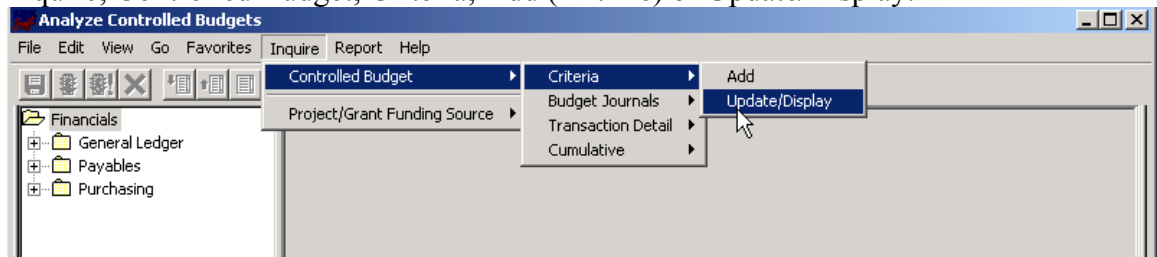 Analyze Controlled Budgets
File Edit View Go Favorites Inquire Report Help
Controlled Budget
Project/Grant Funding Source
Criteria
Budget Journals
Transaction Detail
Cumulative
Add
Update/Display
Financials
General Ledger
Payables
Purchasing